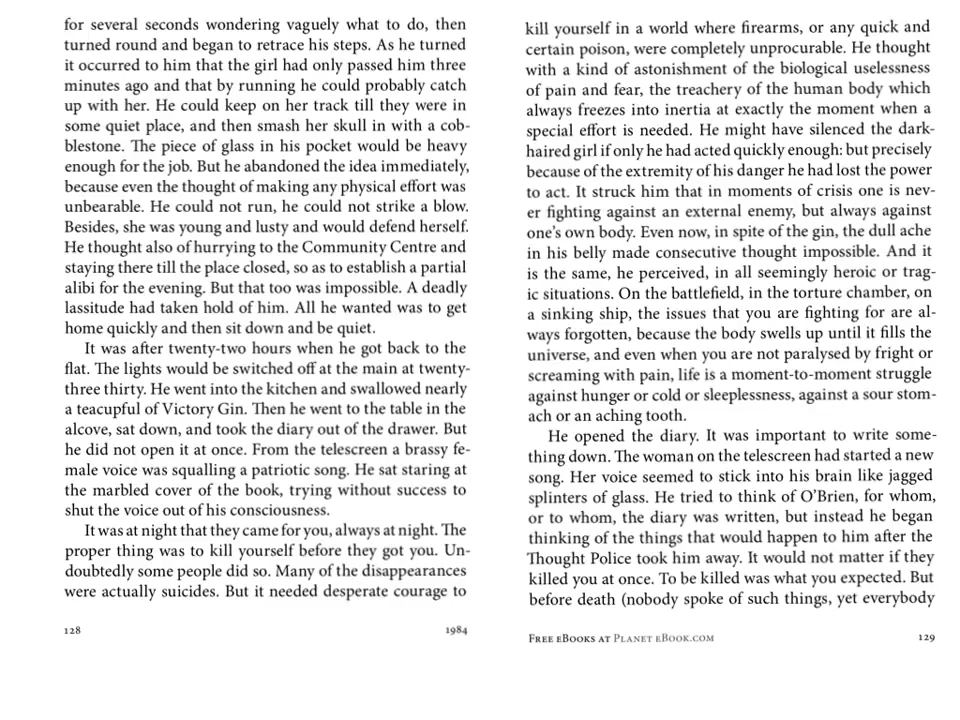 for several seconds wondering vaguely what to do, then
turned round and began to retrace his steps. As he turned
it occurred to him that the girl had only passed him three
minutes ago and that by running he could probably catch
up with her. He could keep on her track till they were in
some quiet place, and then smash her skull in with a cob-
blestone. The piece of glass in his pocket would be heavy
enough for the job. But he abandoned the idea immediately,
because even the thought of making any physical effort was
unbearable. He could not run, he could not strike a blow.
Besides, she was young and lusty and would defend herself.
He thought also of hurrying to the Community Centre and
staying there till the place closed, so as to establish a partial
alibi for the evening. But that too was impossible. A deadly
lassitude had taken hold of him. All he wanted was to get
home quickly and then sit down and be quiet.
It was after twenty-two hours when he got back to the
flat. The lights would be switched off at the main at twenty-
three thirty. He went into the kitchen and swallowed nearly
a teacupful of Victory Gin. Then he went to the table in the
alcove, sat down, and took the diary out of the drawer. But
he did not open it at once. From the telescreen a brassy fe-
male voice was squalling a patriotic song. He sat staring at
the marbled cover of the book, trying without success to
shut the voice out of his consciousness.
It was at night that they came for you, always at night. The
proper thing was to kill yourself before they got you. Un-
doubtedly some people did so. Many of the disappearances
were actually suicides. But it needed desperate courage to
128
1984
kill yourself in a world where firearms, or any quick and
certain poison, were completely unprocurable. He thought
with a kind of astonishment of the biological uselessness
of pain and fear, the treachery of the human body which
always freezes into inertia at exactly the moment when a
special effort is needed. He might have silenced the dark-
haired girl if only he had acted quickly enough: but precisely
because of the extremity of his danger he had lost the power
to act. It struck him that in moments of crisis one is nev-
er fighting against an external enemy, but always against
one's own body. Even now, in spite of the gin, the dull ache
in his belly made consecutive thought impossible. And it
is the same, he perceived, in all seemingly heroic or trag-
ic situations. On the battlefield, in the torture chamber, on
a sinking ship, the issues that you are fighting for are al-
ways forgotten, because the body swells up until it fills the
universe, and even when you are not paralysed by fright or
screaming with pain, life is a moment-to-moment struggle
against hunger or cold or sleeplessness, against a sour stom-
ach or an aching tooth.
He opened the diary. It was important to write some-
thing down. The woman on the telescreen had started a new
song. Her voice seemed to stick into his brain like jagged
splinters of glass. He tried to think of O'Brien, for whom,
or to whom, the diary was written, but instead he began
thinking of the things that would happen to him after the
Thought Police took him away. It would not matter if they
killed you at once. To be killed was what you expected. But
before death (nobody spoke of such things, yet everybody
Free eBooks at Planet eBook.com
129